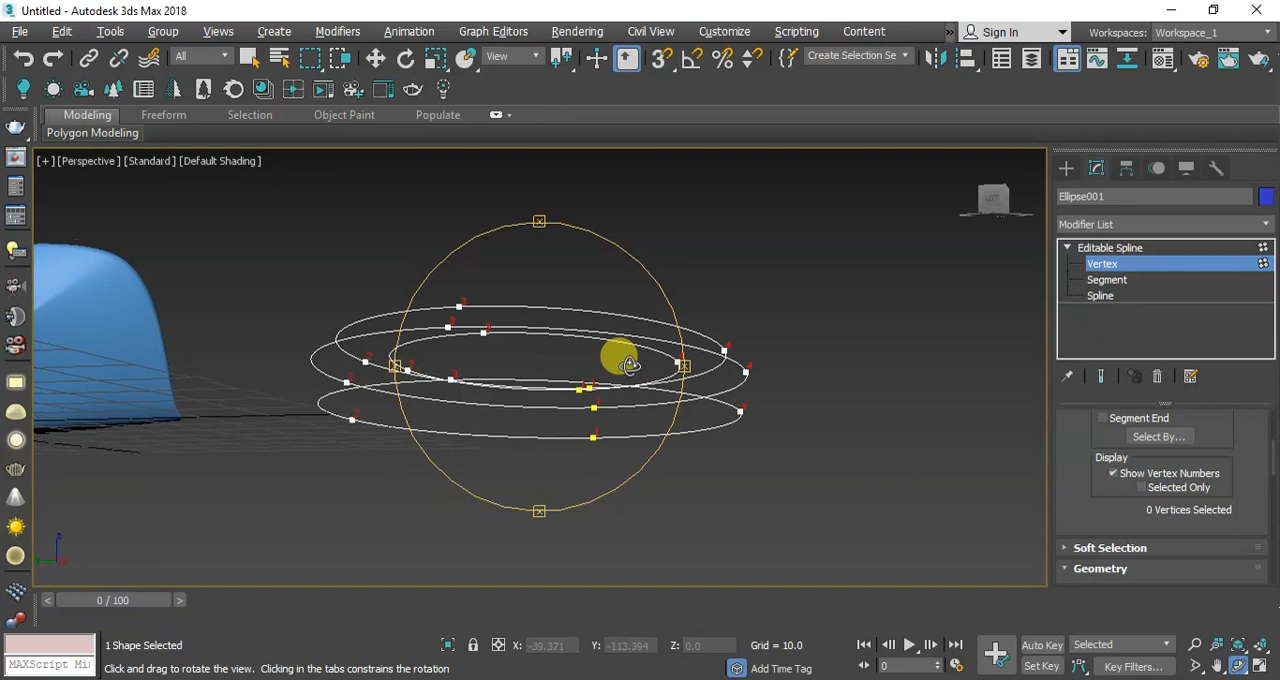 Untitled - Autodesk 3ds Max 2018
File Edit Tools Group Views Create Modifiers Animation Graph Editors Rendering Civil View Customize Scripting Content » Sign In Workspaces: Workspace_1
All View Create Selection Se
Modeling Freeform Selection Object Paint Populate
Polygon Modeling
[+] [Perspective ] [Standard ] [Default Shading ]
Ellipse001
Modifier List
Editable Spline
Vertex
Segment
Spline
Segment End
Select By...
Display
Show Vertex Numbers
Selected Only
0 Vertices Selected
Soft Selection
Geometry
< 0 / 100 >
1 Shape Selected X: -39.371 Y: -113.394 Z: 0.0 Grid = 10.0 Auto Key Selected
MAXScript Mi Click and drag to rotate the view. Clicking in the tabs constrains the rotation Add Time Tag 0 Set Key Key Filters...